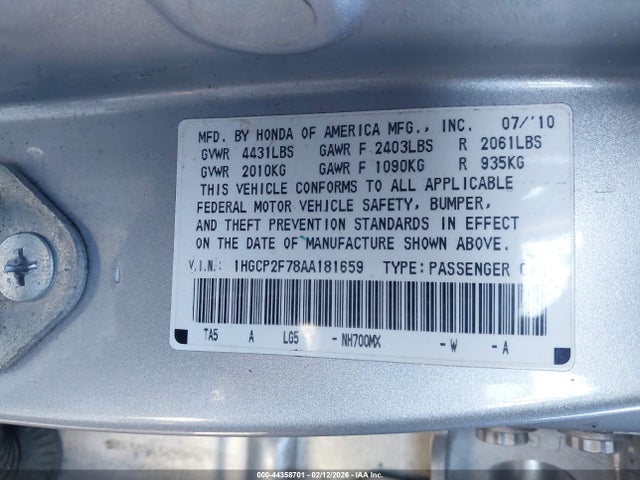 MFD. BY HONDA OF AMERICA MFG., INC. 07/'10
GVWR 4431LBS GAWR F 2403LBS R 2061LBS
GVWR 2010KG GAWR F 1090KG R 935KG
THIS VEHICLE CONFORMS TO ALL APPLICABLE
FEDERAL MOTOR VEHICLE SAFETY, BUMPER,
AND THEFT PREVENTION STANDARDS IN EFFECT
ON THE DATE OF MANUFACTURE SHOWN ABOVE.
V.I.N.: 1HGCP2F78AA181659 TYPE:PASSENGER
TA5 A LG5 -NH700MX -W -A
000-44358701 - 02/12/2026 - IAA Inc.